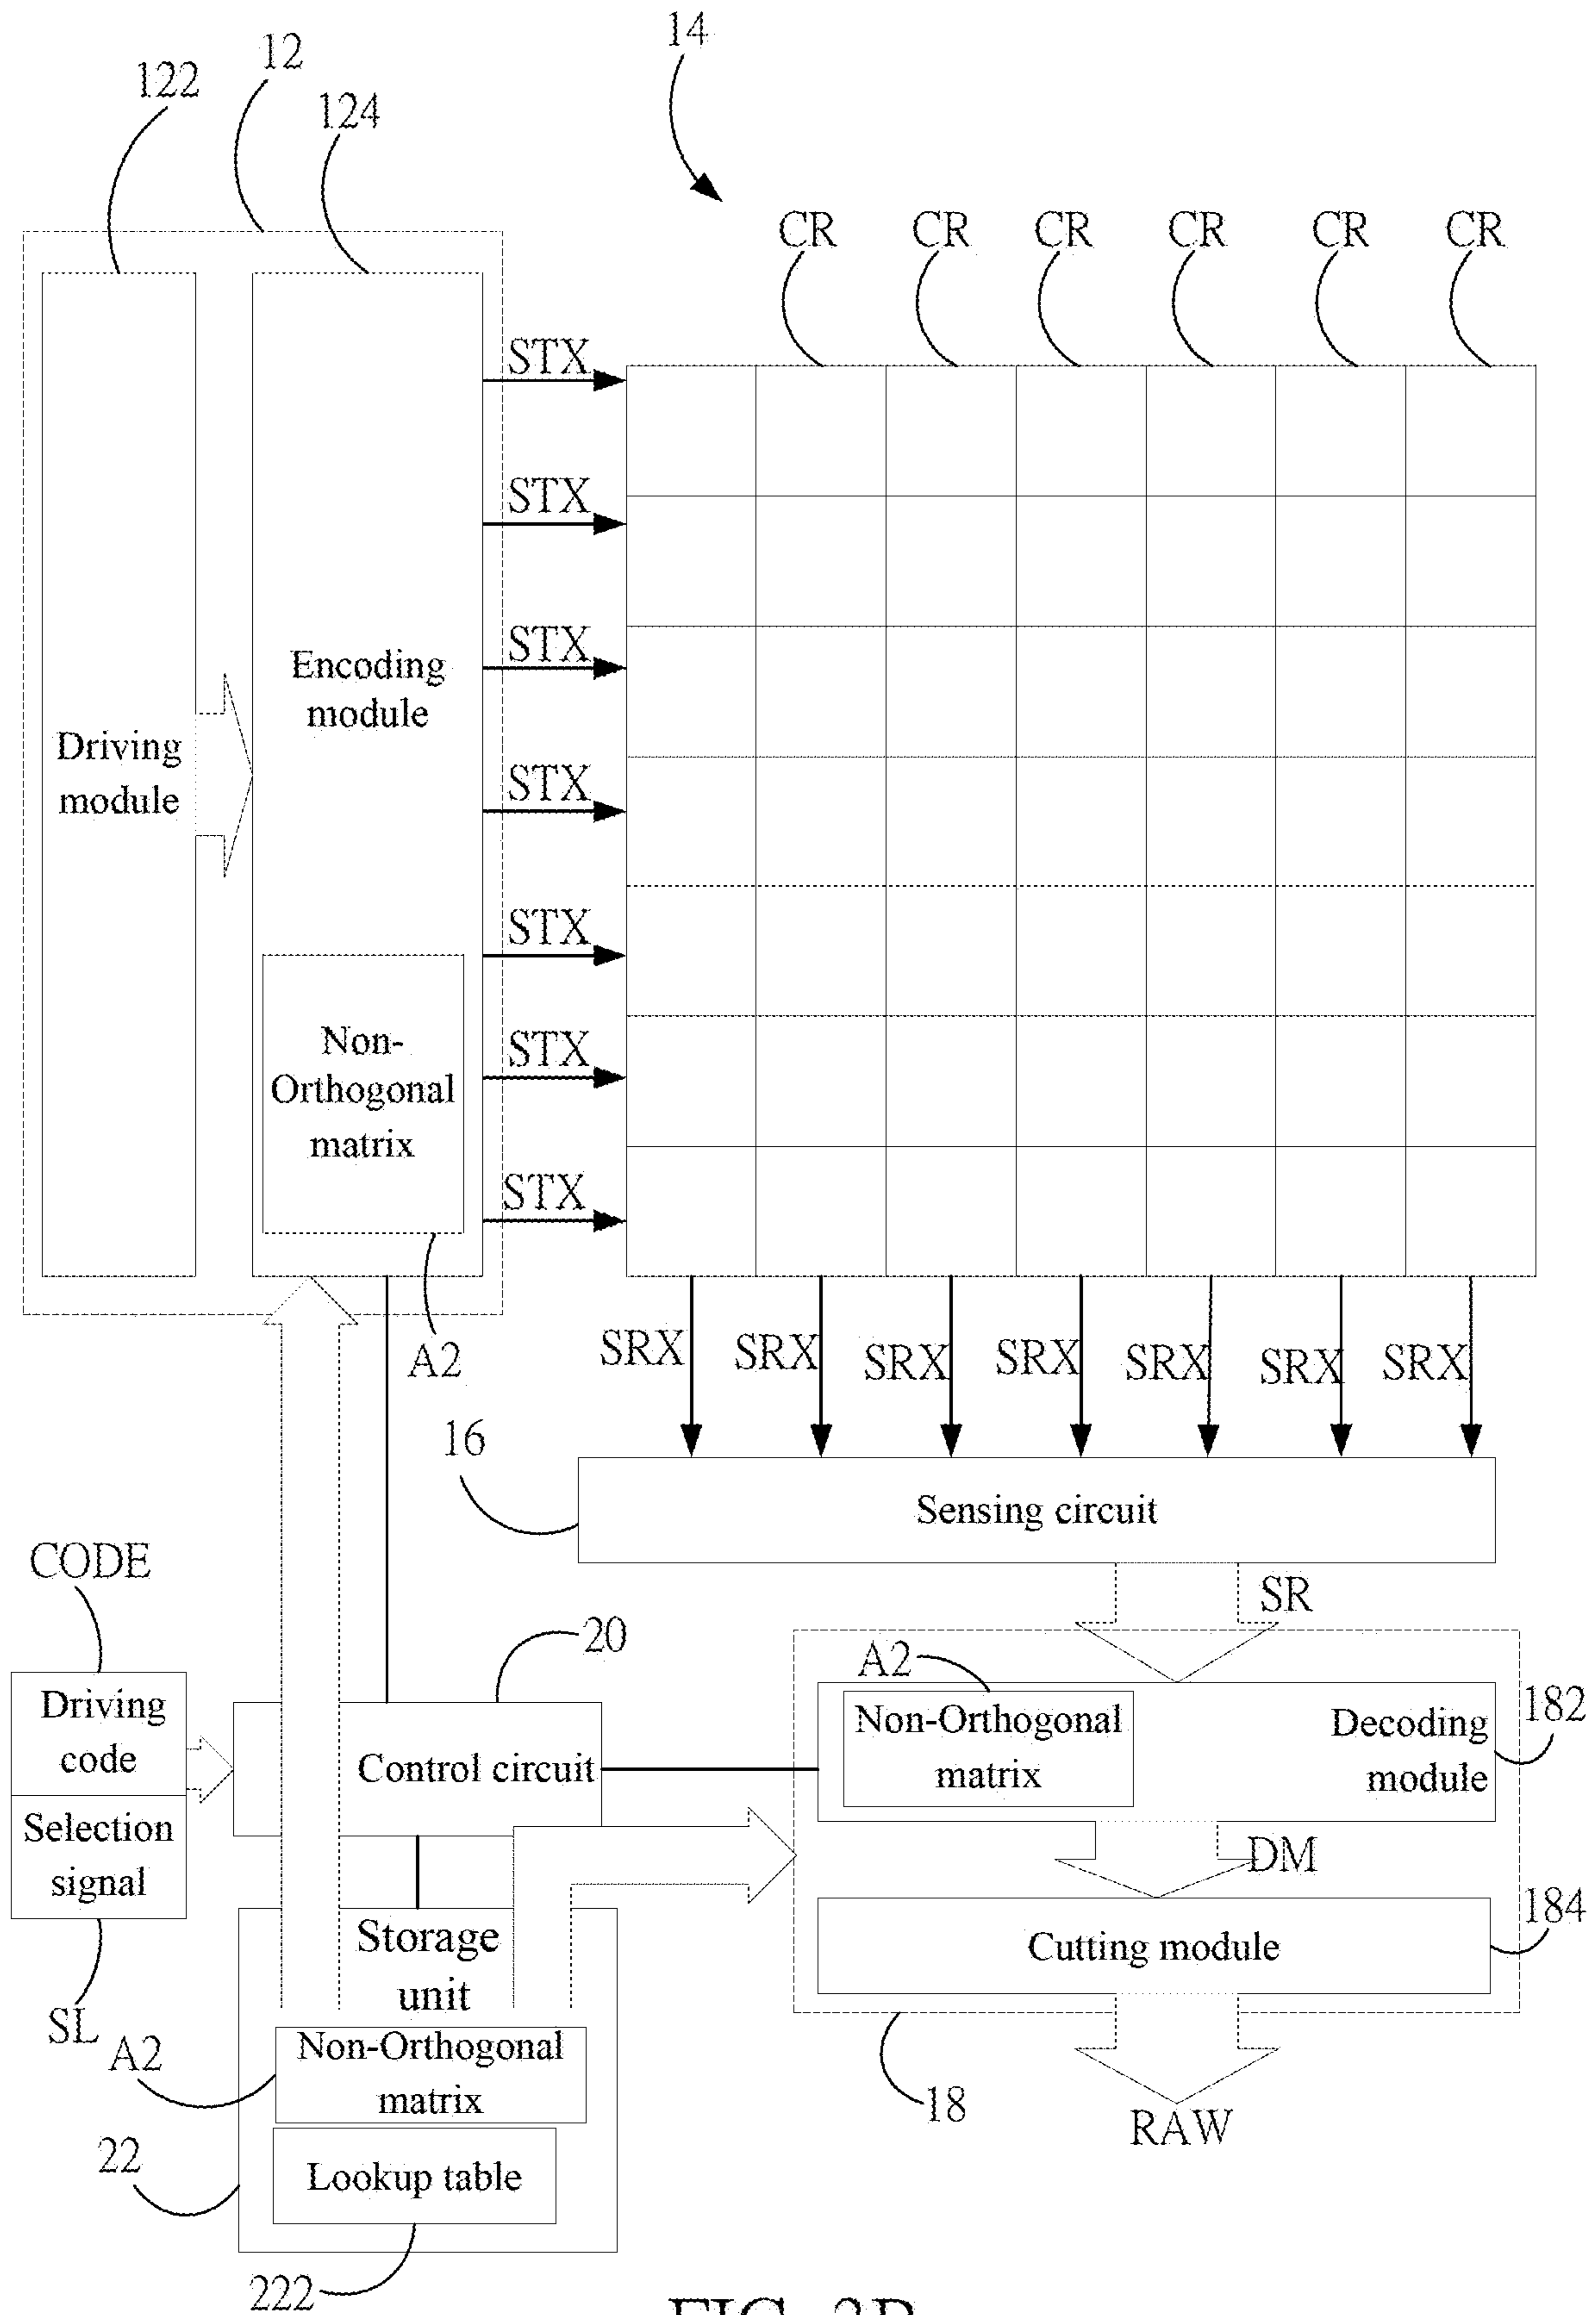 14
12
122
124
CR CR CR CR CR CR
STX
STX
STX
Encoding
module
Driving
module
STX
STX
Non-
Orthogonal
matrix
STX
STX
A2
SRX SRX SRX SRX SRX SRX SRX
16
Sensing circuit
CODE
SR
20
A2
Driving
code
Control circuit
Non-Orthogonal
matrix
Decoding
module
182
Selection
signal
DM
184
Storage
unit
Cutting module
SL
A2
Non-Orthogonal
matrix
18
RAW
22
Lookup table
222